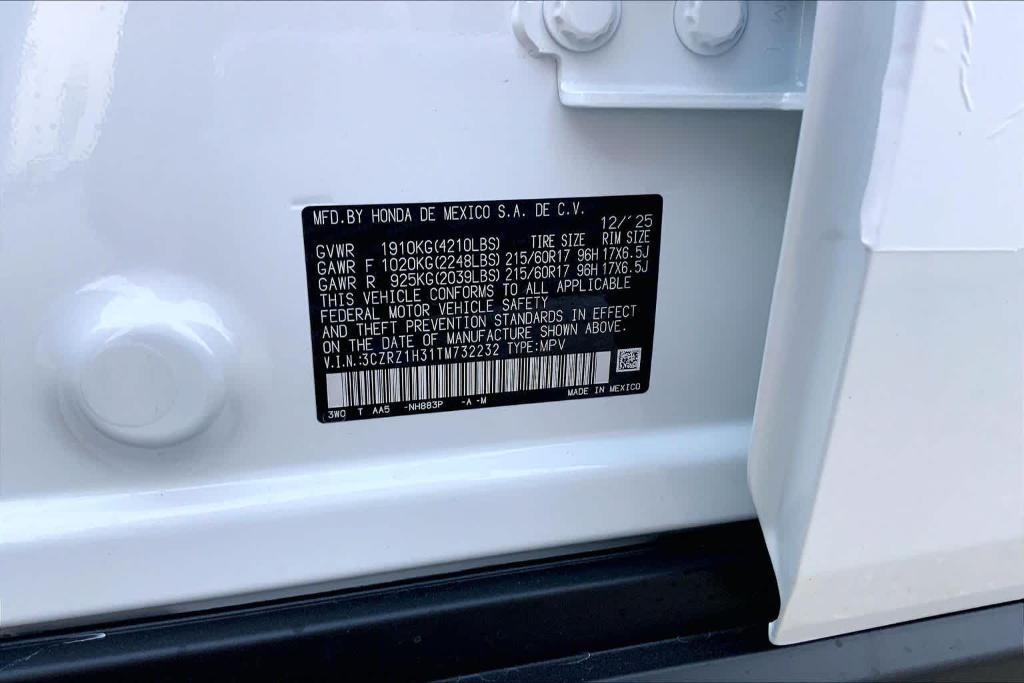 MFD.BY HONDA DE MEXICO S.A. DE C.V.
12/'25
GVWR 1910KG(4210LBS) TIRE SIZE RIM SIZE
GAWR F 1020KG(2248LBS) 215/60R17 96H 17X6.5J
GAWR R 925KG(2039LBS) 215/60R17 96H 17X6.5J
THIS VEHICLE CONFORMS TO ALL APPLICABLE
FEDERAL MOTOR VEHICLE SAFETY
AND THEFT PREVENTION STANDARDS IN EFFECT
ON THE DATE OF MANUFACTURE SHOWN ABOVE.
V.I.N.:3CZRZ1H31TM732232 TYPE:MPV
MADE IN MEXICO
3WO T AA5 -NH883P -A -M